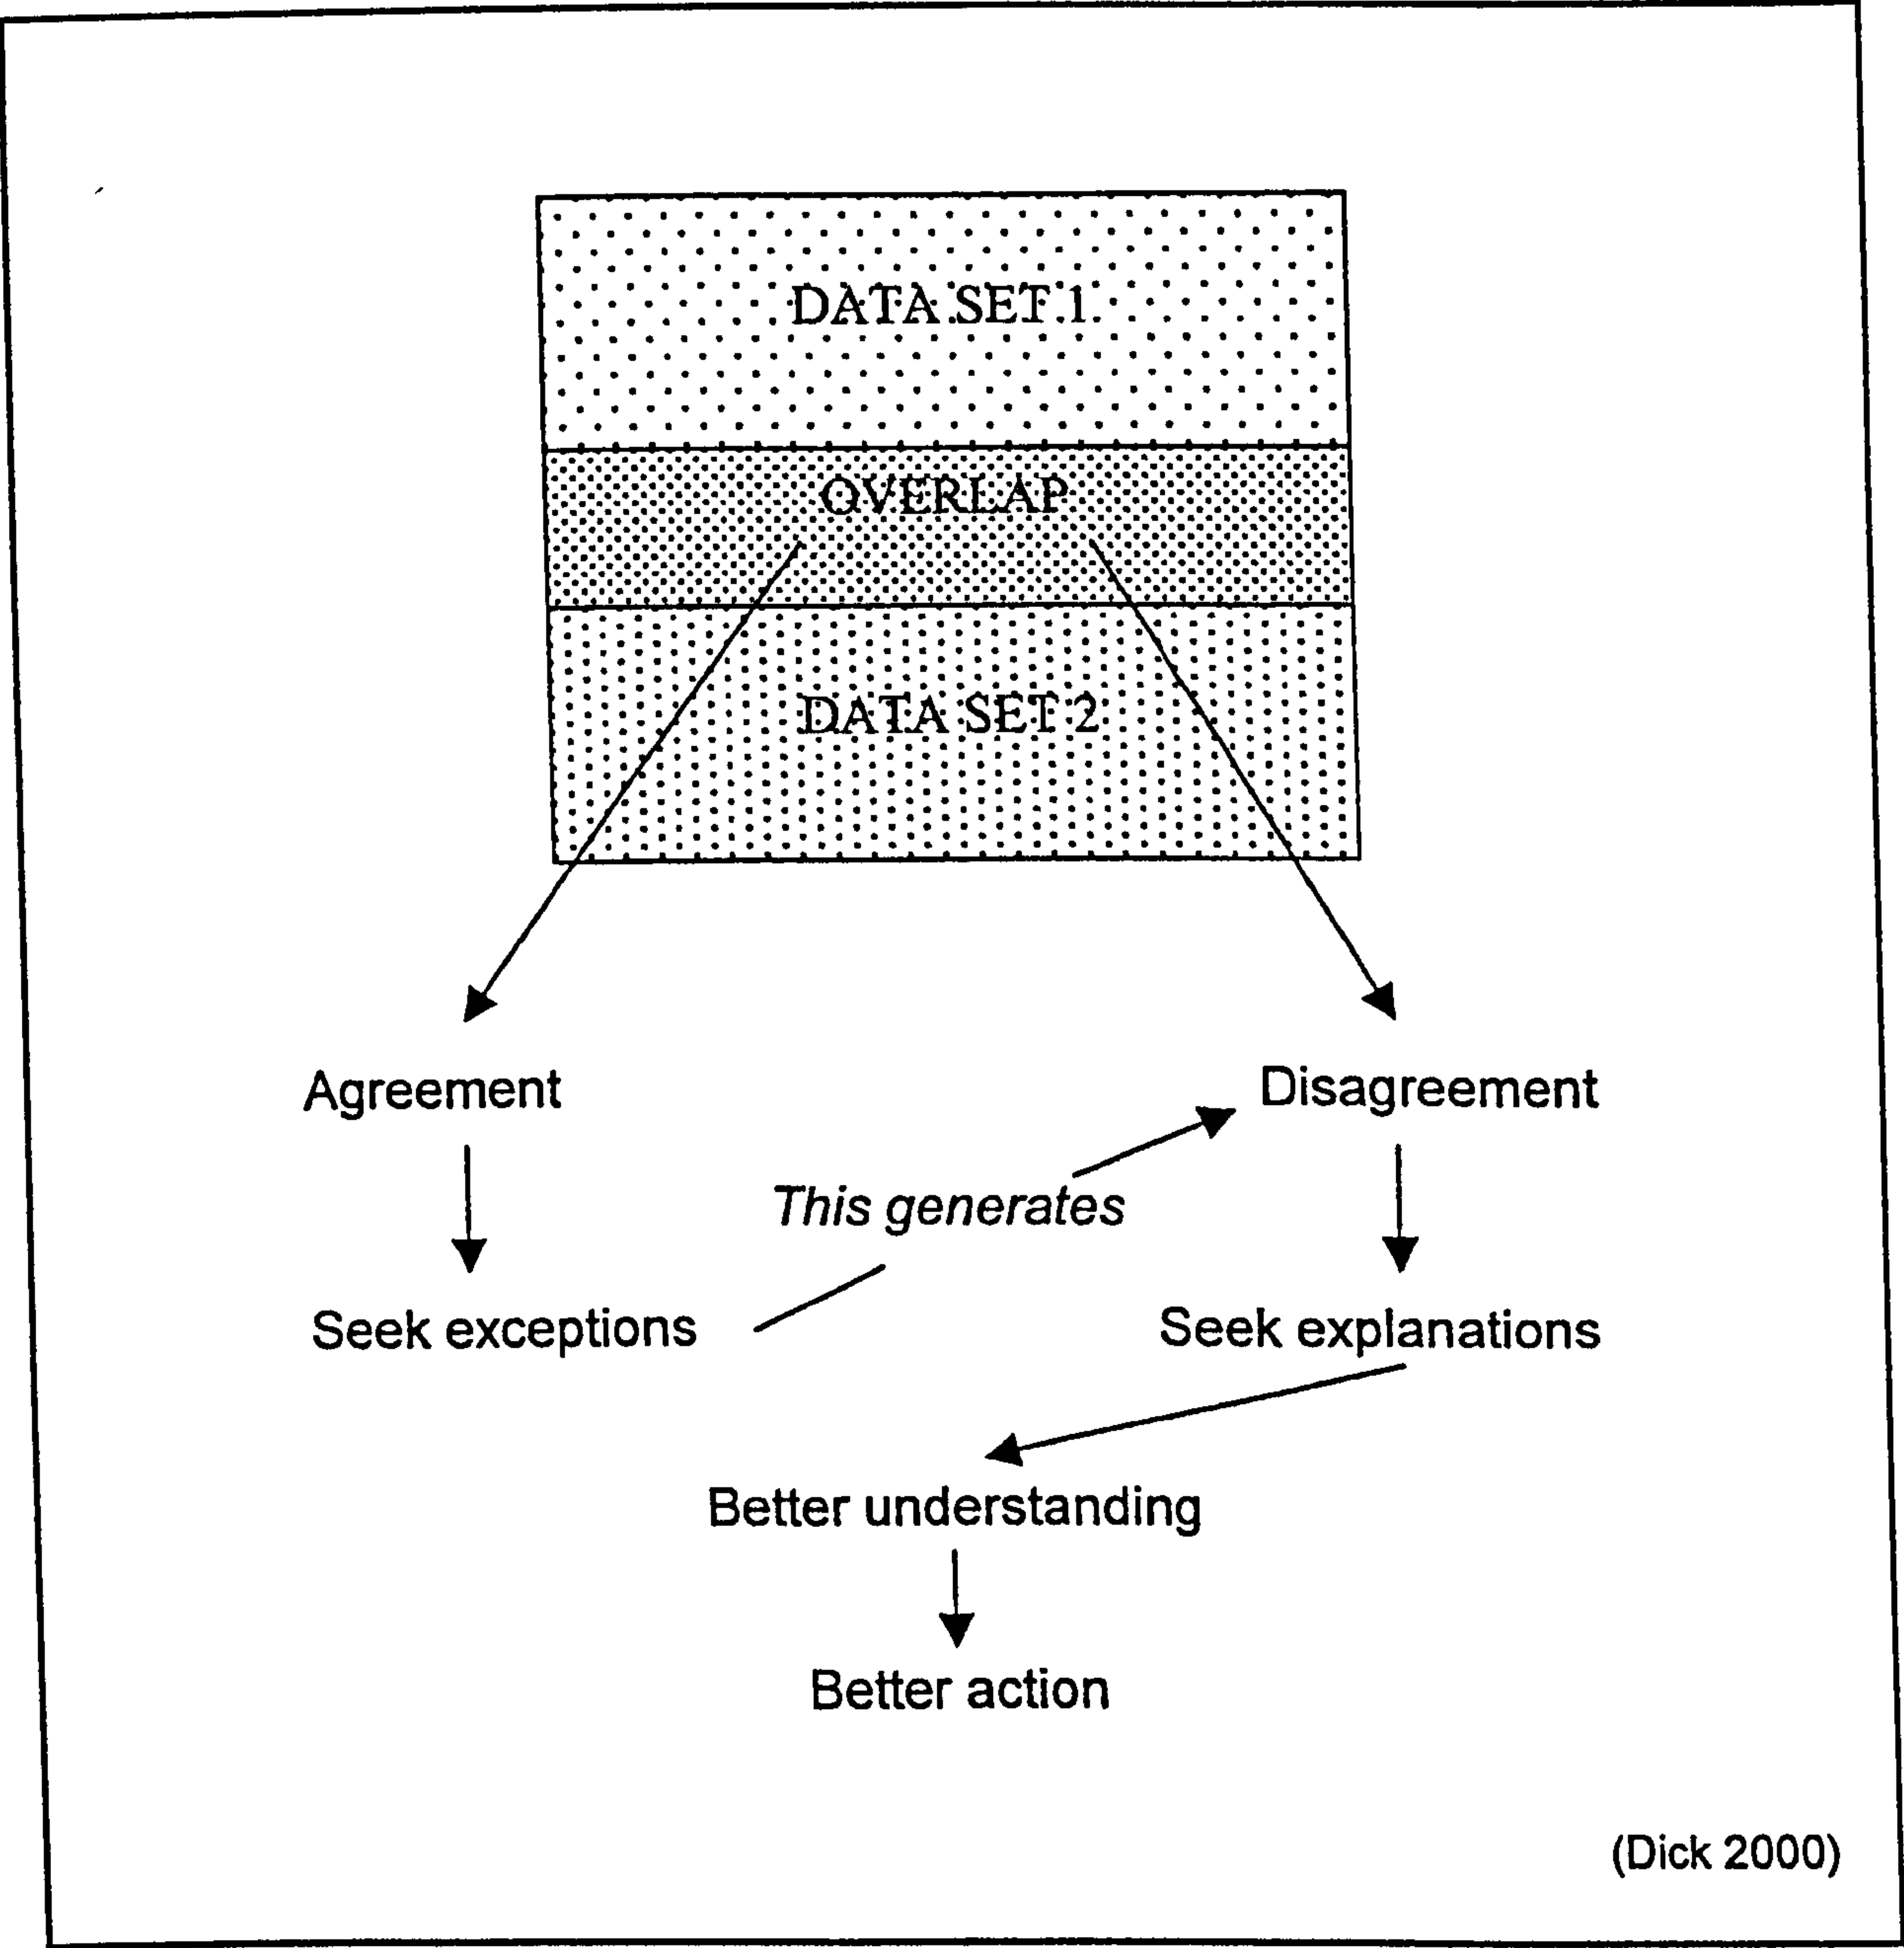 DATA SET 1
OVERLAP
DATA SET 2
Agreement
Disagreement
This generates
Seek exceptions
Seek explanations
Better understanding
Better action
(Dick 2000)